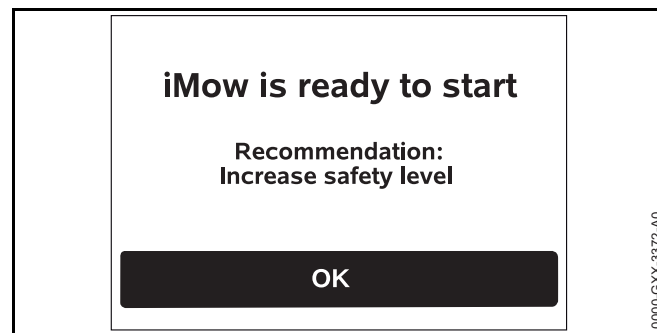 iMow is ready to start
Recommendation:
Increase safety level
OK
0000-GXX-3372-A0